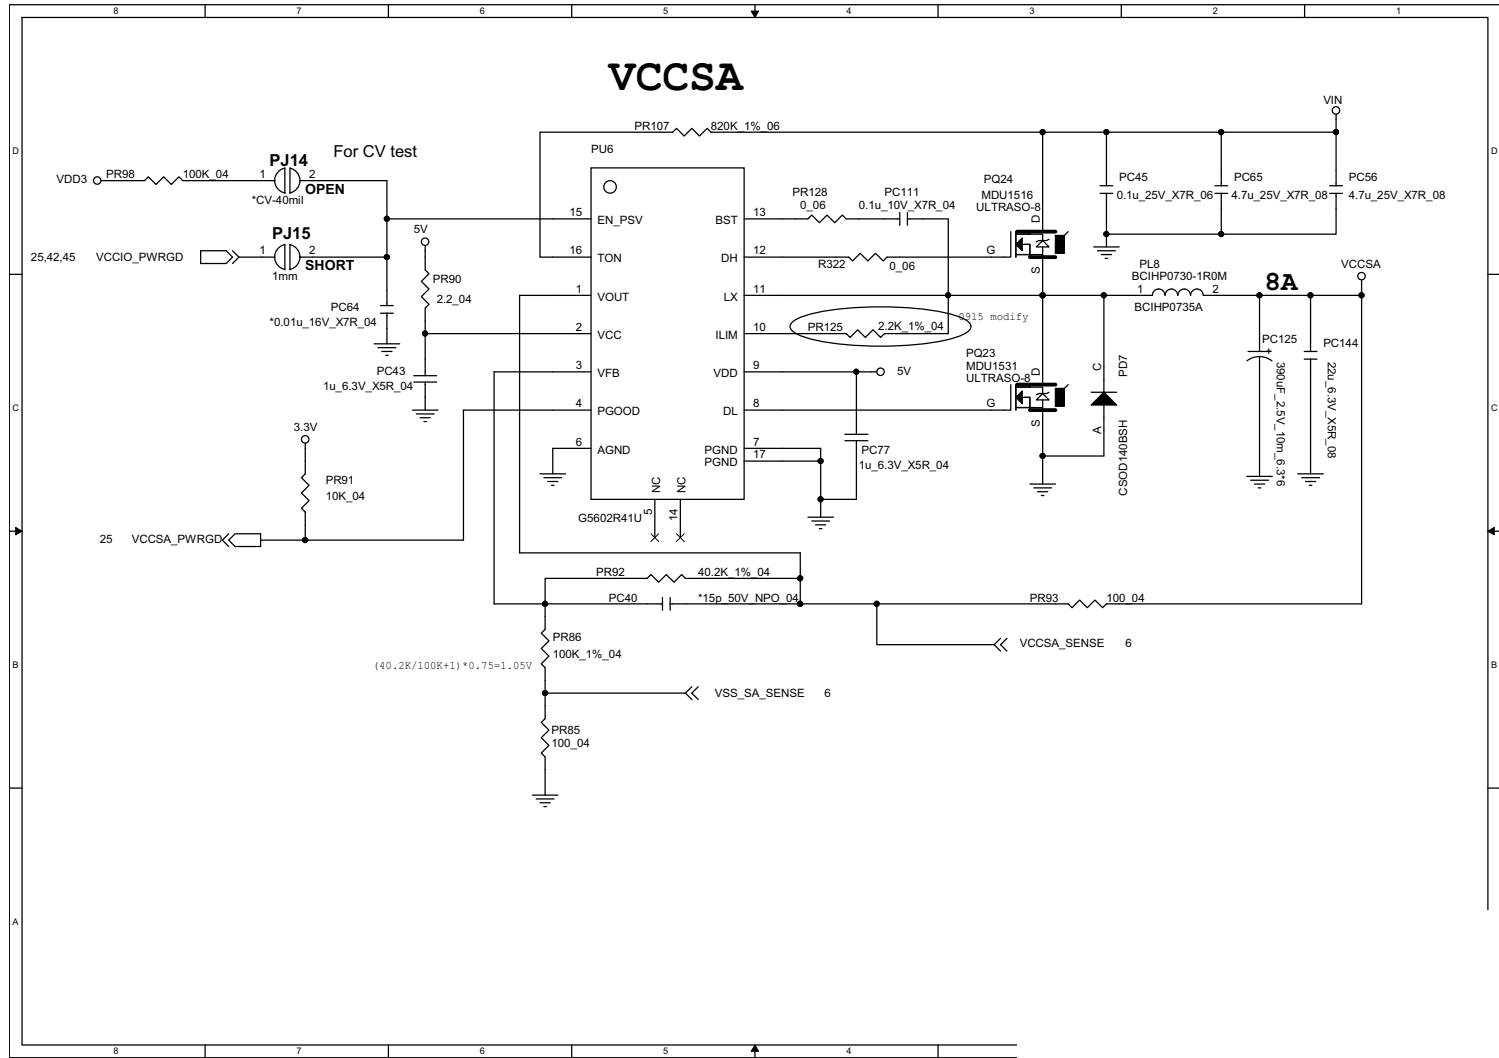 8 7 6 5 4 3 2 1
VCCSA
VIN
PR107 820K_1%_06
D D
PU6
For CV test
PJ14
VDD3 PR98 100K_04 1 2
OPEN
*CV-40mil
PQ24
MDU1516
ULTRASO-8
PC45
0.1u_25V_X7R_06
PC65
4.7u_25V_X7R_08
PC56
4.7u_25V_X7R_08
PR128
0_06
PC111
0.1u_10V_X7R_04
15 EN_PSV
BST 13
D
G
S
5V
PJ15
25,42,45 VCCIO_PWRGD 1 2
SHORT
1mm
16 TON
DH 12
R322 0_06
PR90
2.2_04
PL8
BCIHP0730-1R0M
1 2
BCIHP0735A
8A
VCCSA
1 VOUT
LX 11
PC64
*0.01u_16V_X7R_04
2 VCC
ILIM 10
PR125 2.2K_1%_04
0915 modify
PC43
1u_6.3V_X5R_04
3 VFB
VDD 9
5V
PQ23
MDU1531
ULTRASO-8
D
G
S
C
PD7
A
CSOD140BSH
PC125
+
390uF_2.5V_10m_6.3*6
PC144
22u_6.3V_X5R_08
C C
4 PGOOD
DL 8
3.3V
6 AGND
PGND 7
PGND 17
PC77
1u_6.3V_X5R_04
PR91
10K_04
NC NC
5 14
G5602R41U
25 VCCSA_PWRGD
PR92 40.2K_1%_04
PC40 *15p_50V_NPO_04
PR93 100_04
PR86
100K_1%_04
VCCSA_SENSE 6
(40.2K/100K+1)*0.75=1.05V
B B
VSS_SA_SENSE 6
PR85
100_04
A
8 7 6 5 4